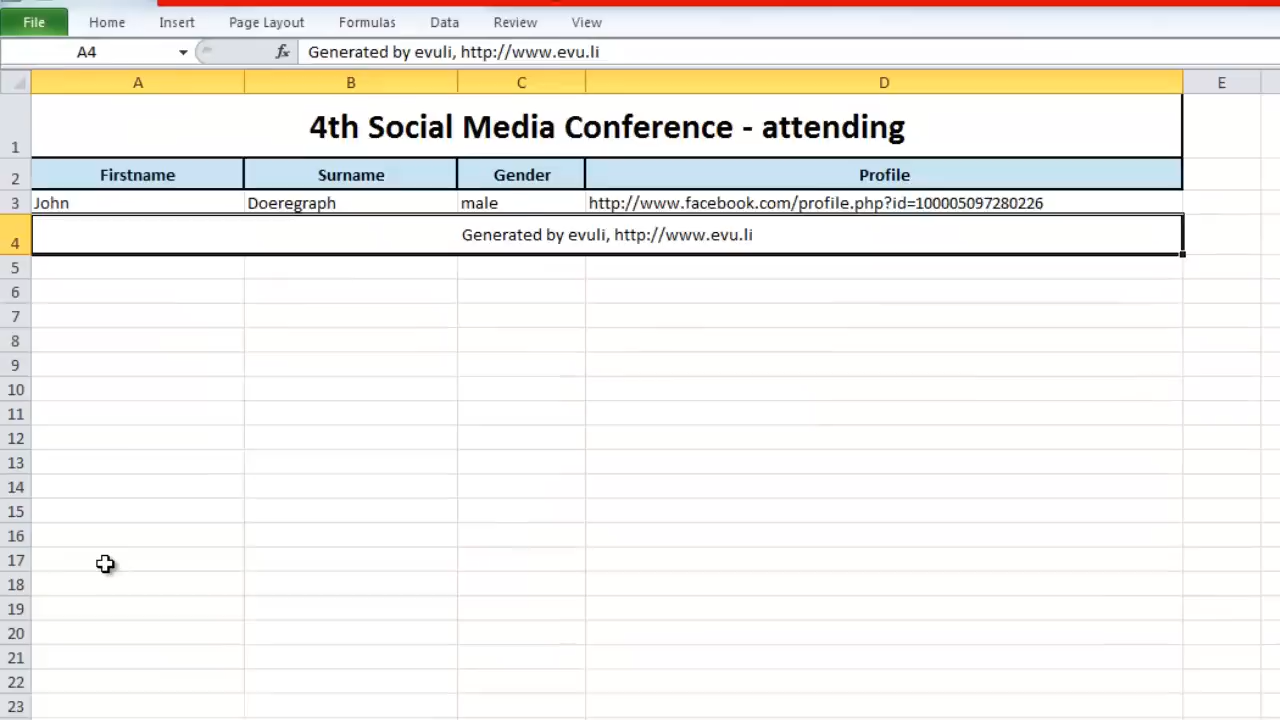 File Home Insert Page Layout Formulas Data Review View
A4 fx Generated by evuli, http://www.evu.li
A B C D E
1 4th Social Media Conference - attending
2 Firstname Surname Gender Profile
3 John Doeregraph male http://www.facebook.com/profile.php?id=100005097280226
4 Generated by evuli, http://www.evu.li
5
6
7
8
9
10
11
12
13
14
15
16
17
18
19
20
21
22
23